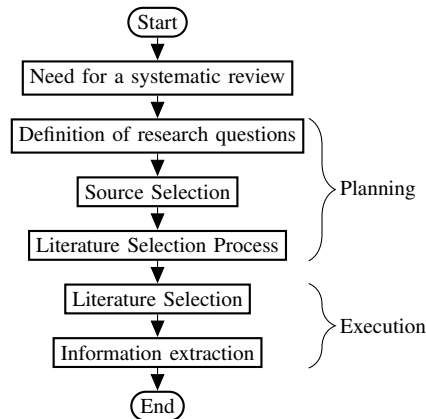 Start
Need for a systematic review
Definition of research questions
Source Selection
Planning
Literature Selection Process
Literature Selection
Execution
Information extraction
End